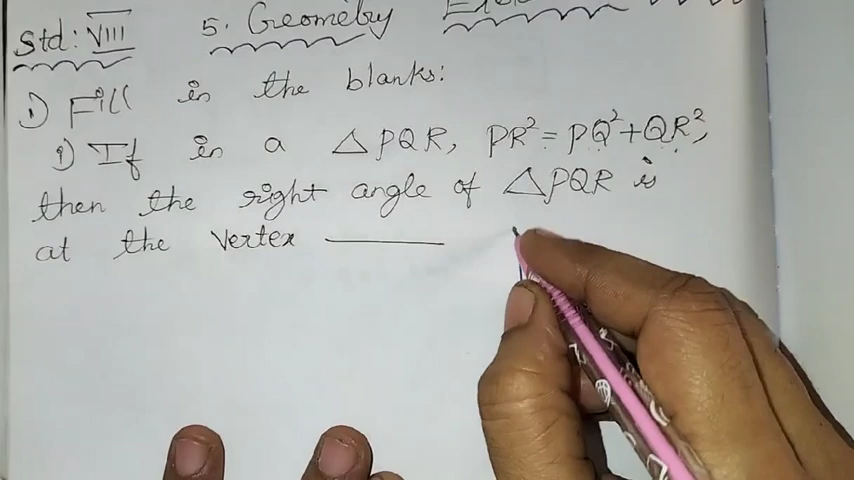 Std: VIII 5. Geometry
1) Fill in the blanks:
i) If in a △PQR, PR² = PQ² + QR²,
then the right angle of △PQR is
at the vertex ________